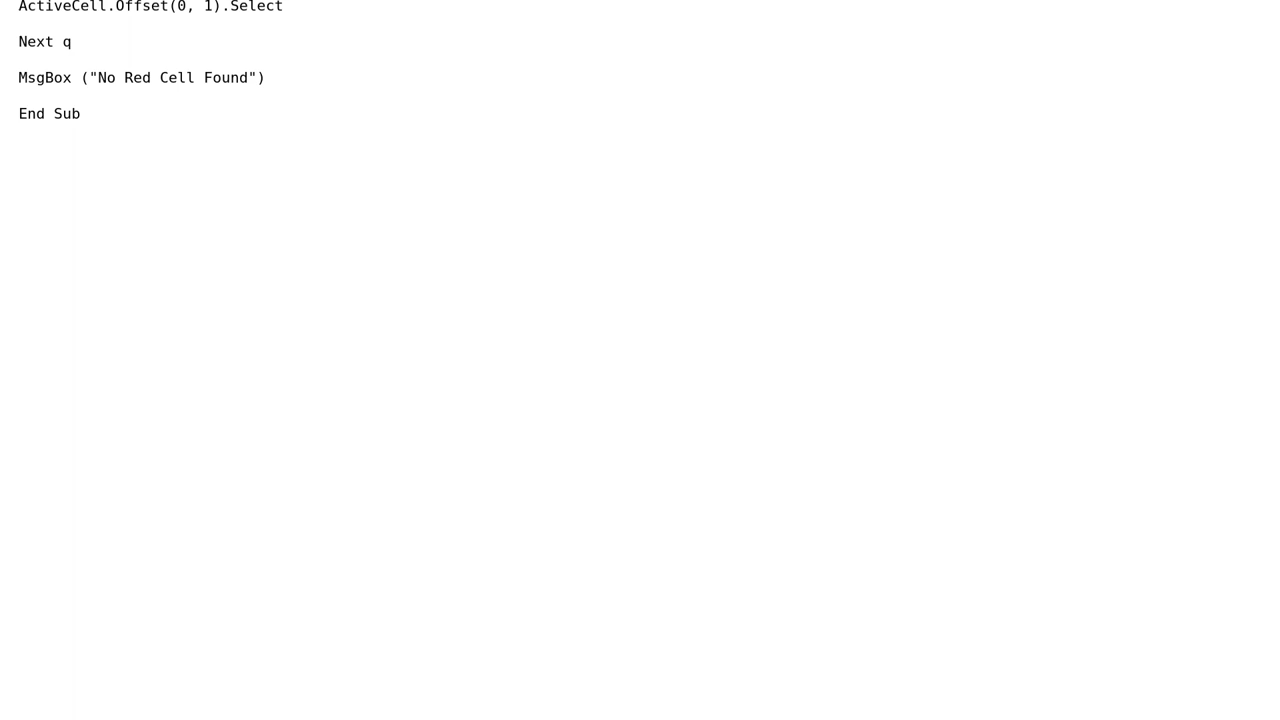 ActiveCell.Offset(0, 1).Select
Next q
MsgBox ("No Red Cell Found")
End Sub